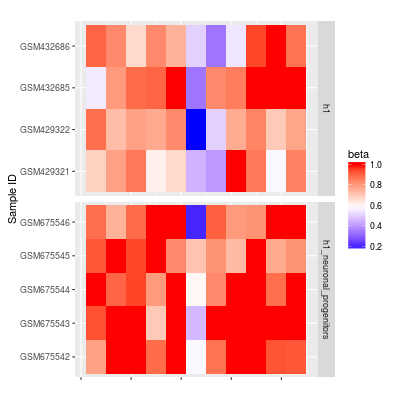 Sample ID
GSM432686
GSM432685
GSM429322
GSM429321
h1
GSM675546
GSM675545
GSM675544
GSM675543
GSM675542
h1_neuronal_progenitors
beta
1.0
0.8
0.6
0.4
0.2